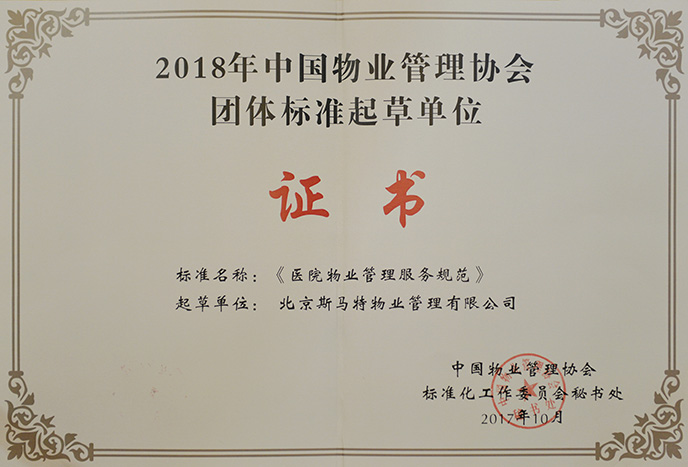 2018年中国物业管理协会
团体标准起草单位
证书
标准名称：《医院物业管理服务规范》
起草单位：北京斯马特物业管理有限公司
中国物业管理协会
标准化工作委员会秘书处
2017年10月